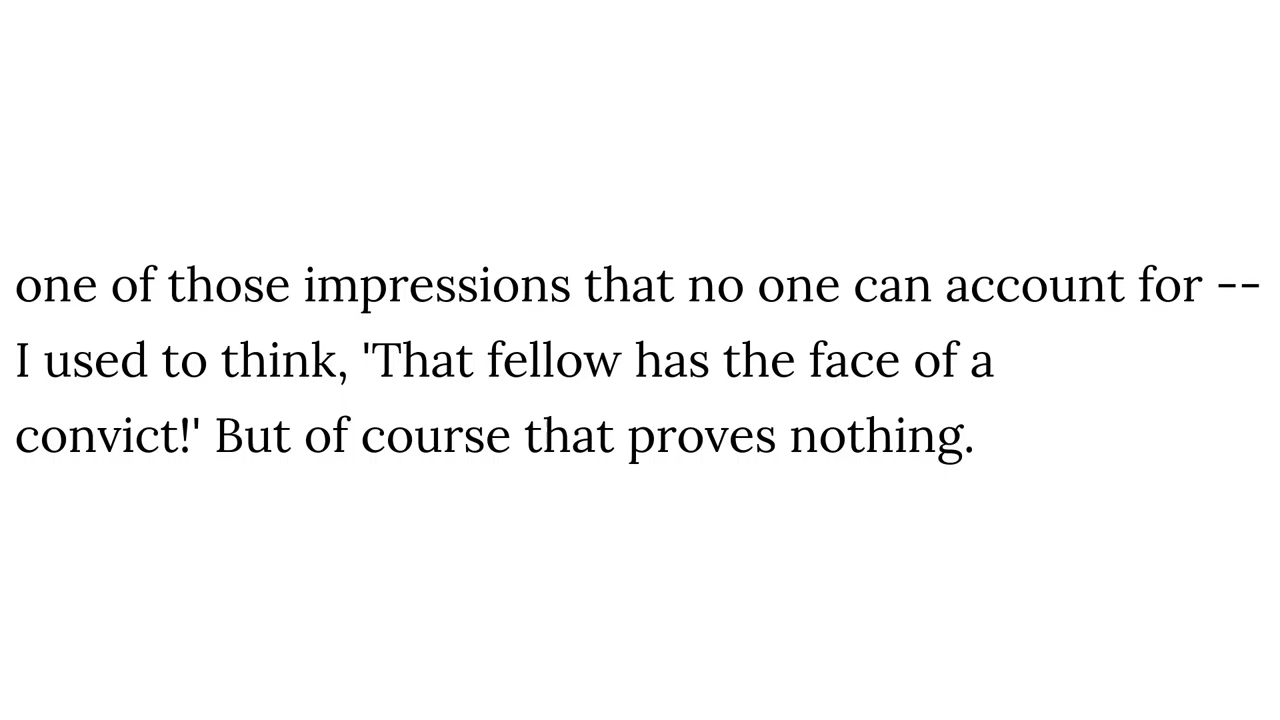 one of those impressions that no one can account for --
I used to think, 'That fellow has the face of a
convict!' But of course that proves nothing.